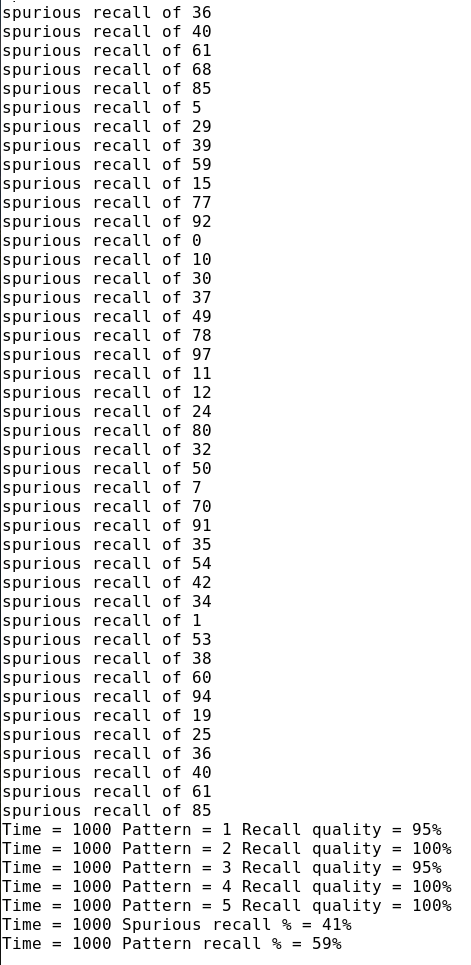 spurious recall of 36
spurious recall of 40
spurious recall of 61
spurious recall of 68
spurious recall of 85
spurious recall of 5
spurious recall of 29
spurious recall of 39
spurious recall of 59
spurious recall of 15
spurious recall of 77
spurious recall of 92
spurious recall of 0
spurious recall of 10
spurious recall of 30
spurious recall of 37
spurious recall of 49
spurious recall of 78
spurious recall of 97
spurious recall of 11
spurious recall of 12
spurious recall of 24
spurious recall of 80
spurious recall of 32
spurious recall of 50
spurious recall of 7
spurious recall of 70
spurious recall of 91
spurious recall of 35
spurious recall of 54
spurious recall of 42
spurious recall of 34
spurious recall of 1
spurious recall of 53
spurious recall of 38
spurious recall of 60
spurious recall of 94
spurious recall of 19
spurious recall of 25
spurious recall of 36
spurious recall of 40
spurious recall of 61
spurious recall of 85
Time = 1000 Pattern = 1 Recall quality = 95%
Time = 1000 Pattern = 2 Recall quality = 100%
Time = 1000 Pattern = 3 Recall quality = 95%
Time = 1000 Pattern = 4 Recall quality = 100%
Time = 1000 Pattern = 5 Recall quality = 100%
Time = 1000 Spurious recall % = 41%
Time = 1000 Pattern recall % = 59%